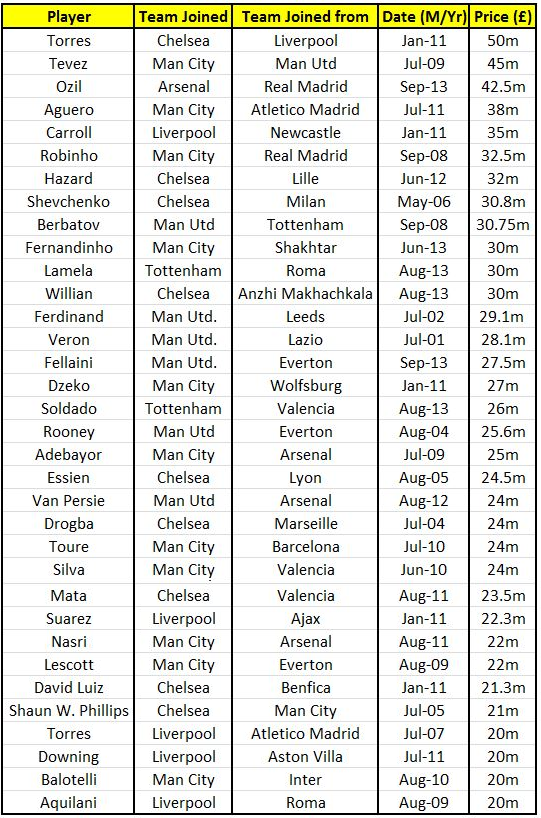 Player Team Joined Team Joined from Date (M/Yr) Price (£)
Torres Chelsea Liverpool Jan-11 50m
Tevez Man City Man Utd Jul-09 45m
Ozil Arsenal Real Madrid Sep-13 42.5m
Aguero Man City Atletico Madrid Jul-11 38m
Carroll Liverpool Newcastle Jan-11 35m
Robinho Man City Real Madrid Sep-08 32.5m
Hazard Chelsea Lille Jun-12 32m
Shevchenko Chelsea Milan May-06 30.8m
Berbatov Man Utd Tottenham Sep-08 30.75m
Fernandinho Man City Shakhtar Jun-13 30m
Lamela Tottenham Roma Aug-13 30m
Willian Chelsea Anzhi Makhachkala Aug-13 30m
Ferdinand Man Utd. Leeds Jul-02 29.1m
Veron Man Utd. Lazio Jul-01 28.1m
Fellaini Man Utd. Everton Sep-13 27.5m
Dzeko Man City Wolfsburg Jan-11 27m
Soldado Tottenham Valencia Aug-13 26m
Rooney Man Utd Everton Aug-04 25.6m
Adebayor Man City Arsenal Jul-09 25m
Essien Chelsea Lyon Aug-05 24.5m
Van Persie Man Utd Arsenal Aug-12 24m
Drogba Chelsea Marseille Jul-04 24m
Toure Man City Barcelona Jul-10 24m
Silva Man City Valencia Jun-10 24m
Mata Chelsea Valencia Aug-11 23.5m
Suarez Liverpool Ajax Jan-11 22.3m
Nasri Man City Arsenal Aug-11 22m
Lescott Man City Everton Aug-09 22m
David Luiz Chelsea Benfica Jan-11 21.3m
Shaun W. Phillips Chelsea Man City Jul-05 21m
Torres Liverpool Atletico Madrid Jul-07 20m
Downing Liverpool Aston Villa Jul-11 20m
Balotelli Man City Inter Aug-10 20m
Aquilani Liverpool Roma Aug-09 20m